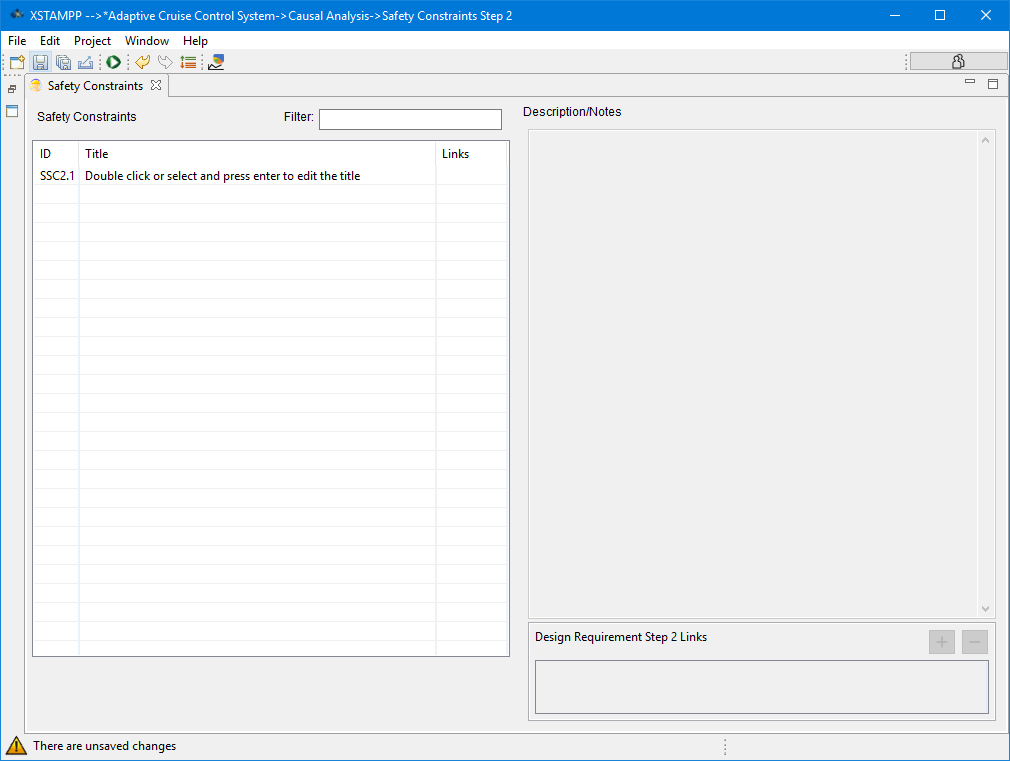 XSTAMPP -->*Adaptive Cruise Control System->Causal Analysis->Safety Constraints Step 2
File Edit Project Window Help
Safety Constraints
Safety Constraints Filter: Description/Notes
ID Title Links
SSC2.1 Double click or select and press enter to edit the title
Design Requirement Step 2 Links
There are unsaved changes